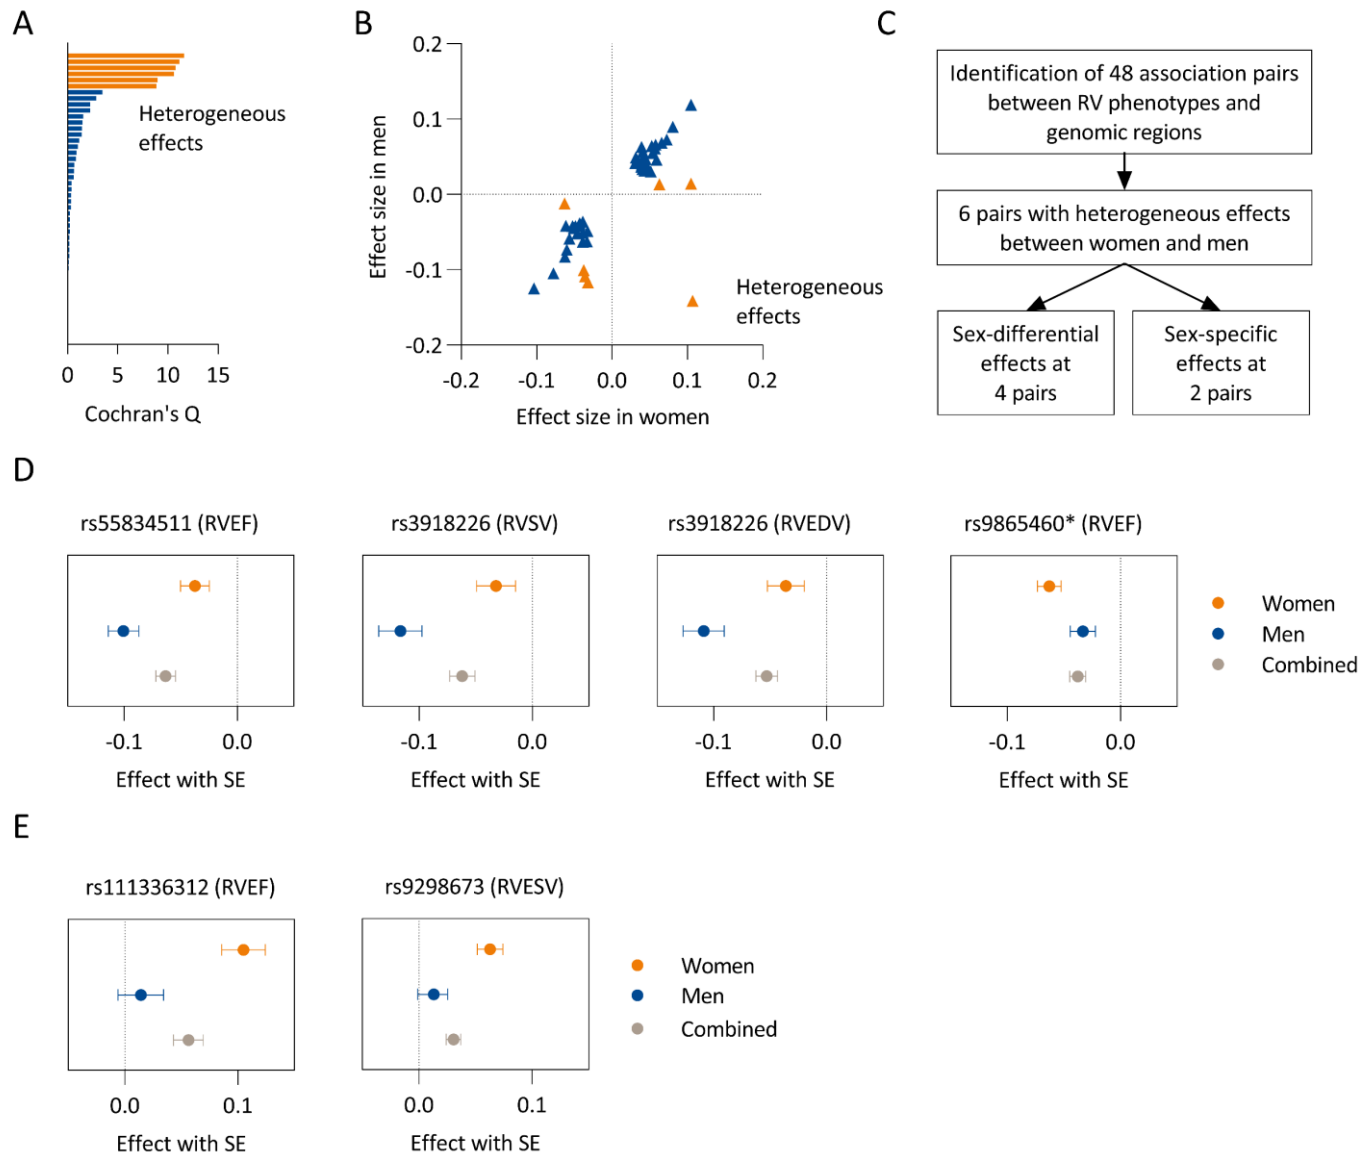 A
Heterogeneous
effects
0 5 10 15
Cochran's Q
B
0.2
0.1
0.0
-0.1
-0.2
Effect size in men
Heterogeneous
effects
-0.2 -0.1 0.0 0.1 0.2
Effect size in women
C
Identification of 48 association pairs
between RV phenotypes and
genomic regions
6 pairs with heterogeneous effects
between women and men
Sex-differential
effects at
4 pairs
Sex-specific
effects at
2 pairs
D
rs55834511 (RVEF)
-0.1 0.0
Effect with SE
rs3918226 (RVSV)
-0.1 0.0
Effect with SE
rs3918226 (RVEDV)
-0.1 0.0
Effect with SE
rs9865460* (RVEF)
-0.1 0.0
Effect with SE
Women
Men
Combined
E
rs111336312 (RVEF)
0.0 0.1
Effect with SE
rs9298673 (RVESV)
0.0 0.1
Effect with SE
Women
Men
Combined